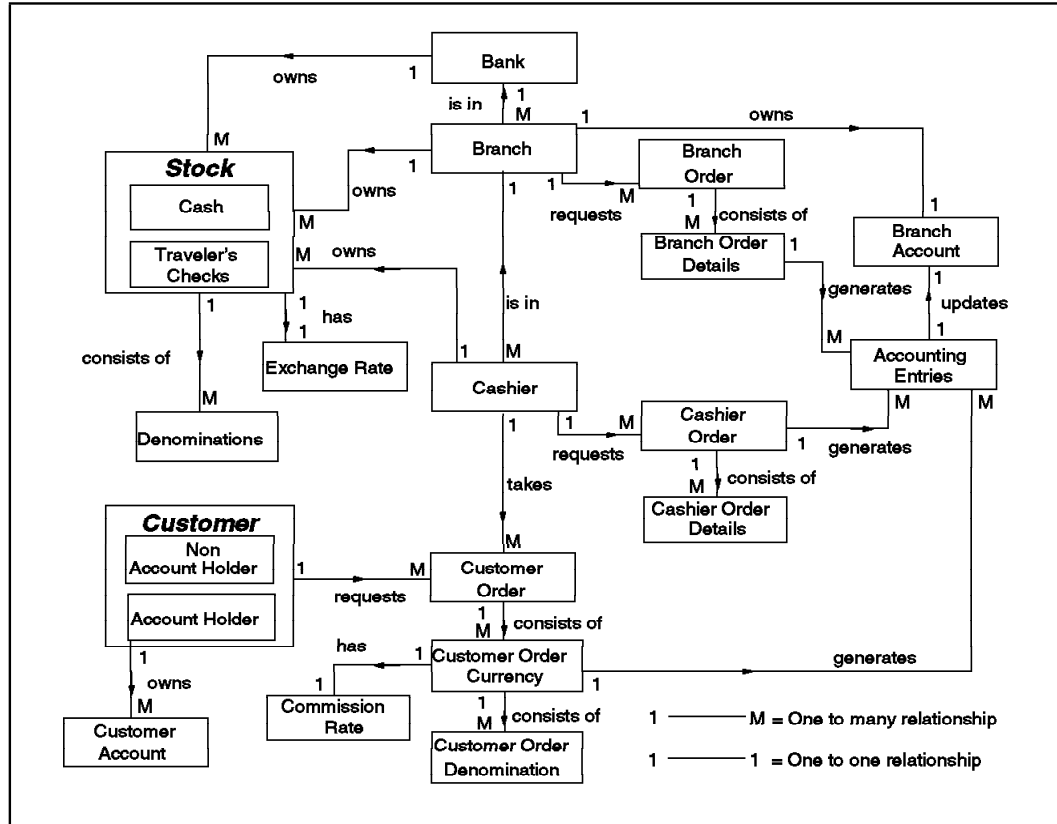 Bank
1
owns
1
is in
M
M
1
owns
Stock
Branch
1
1
owns
M
Cash
Traveler's
Checks
M
owns
1
requests
M
Branch
Order
1
M
consists of
Branch Order
Details
1
generates
M
1
Branch
Account
1
updates
1
Accounting
Entries
M
M
1
consists of
M
Denominations
1
has
1
Exchange Rate
1
is in
M
1
Cashier
1
1
requests
M
Cashier
Order
1
generates
1
M
consists of
Cashier Order
Details
takes
M
Customer
Non
Account Holder
Account Holder
1
requests
M
Customer
Order
1
M
consists of
1
owns
M
Customer
Account
has
1
1
Commission
Rate
Customer Order
Currency
1
generates
1
M
consists of
Customer Order
Denomination
1 M = One to many relationship
1 1 = One to one relationship